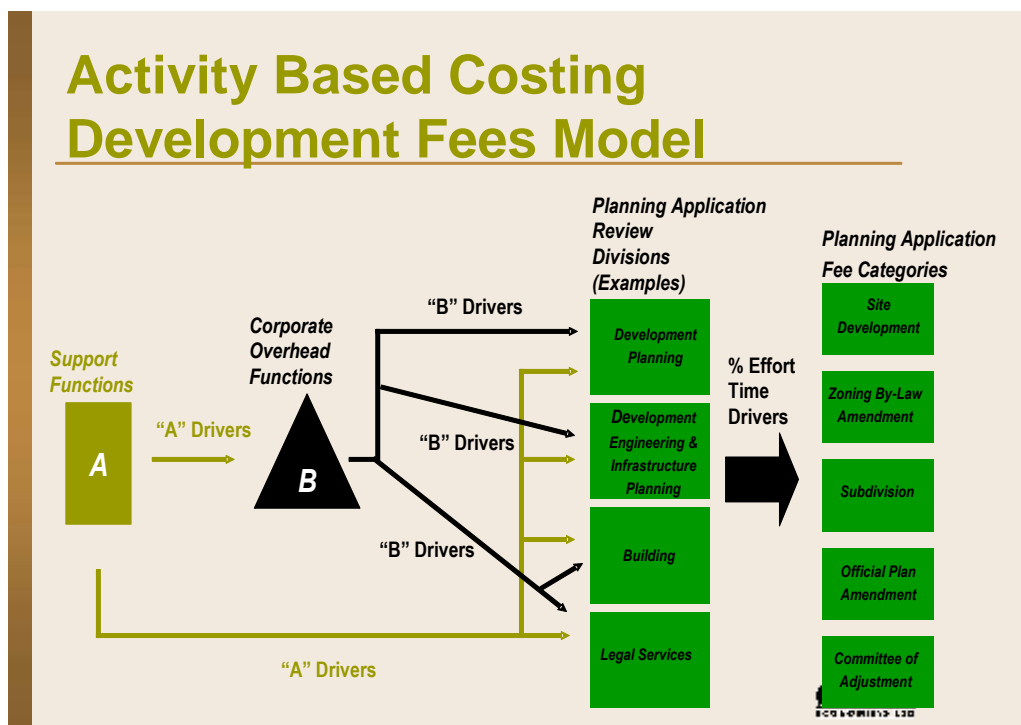 Activity Based Costing
Development Fees Model
Planning Application
Review
Divisions
(Examples)
Planning Application
Fee Categories
Support
Functions
A
“A” Drivers
Corporate
Overhead
Functions
B
“B” Drivers
“B” Drivers
“B” Drivers
“A” Drivers
Development
Planning
Development
Engineering &
Infrastructure
Planning
Building
Legal Services
% Effort
Time
Drivers
Site
Development
Zoning By-Law
Amendment
Subdivision
Official Plan
Amendment
Committee of
Adjustment